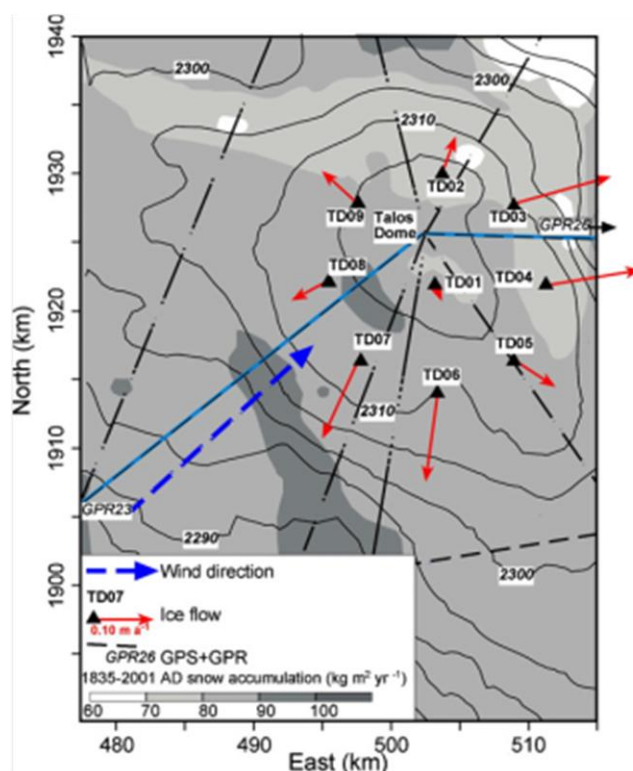 1940
2300
2300
2310
1930
TD02
TD09
TD03
Talos
Dome
GPR26
TD08
TD01
TD04
1920
TD07
TD05
TD06
2310
1910
GPR23
2290
2300
1900
Wind direction
TD07
Ice flow
0.10 m a⁻¹
GPR26 GPS+GPR
1835-2001 AD snow accumulation (kg m² yr⁻¹)
60 70 80 90 100
480 490 500 510
East (km)
North (km)